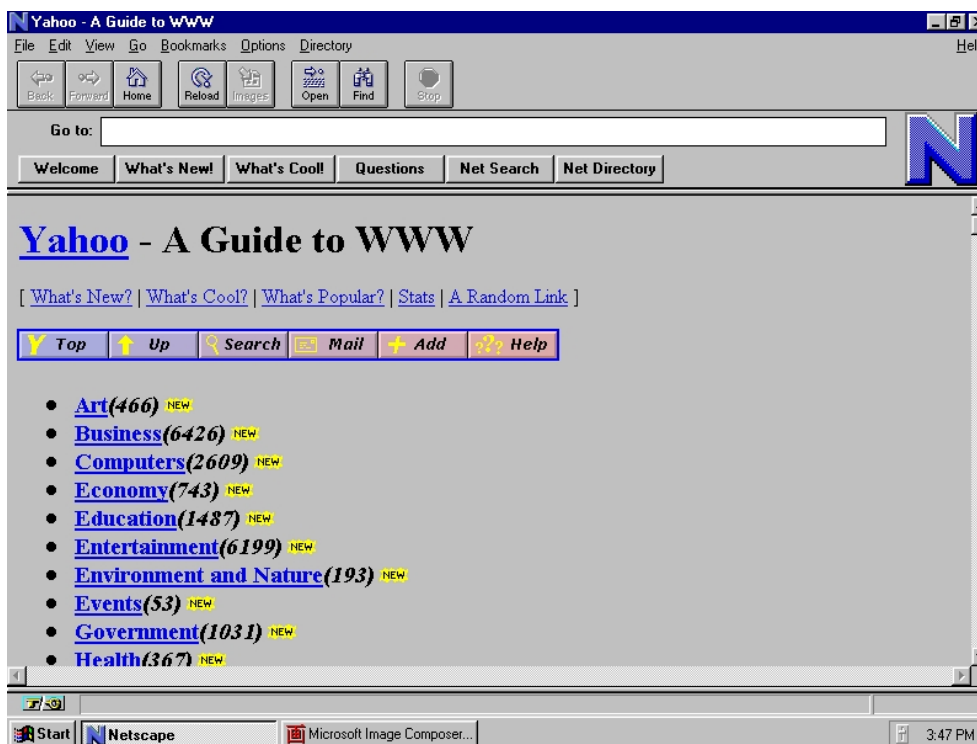 Yahoo - A Guide to WWW
File Edit View Go Bookmarks Options Directory Hel
Back Forward Home Reload Images Open Find Stop
Go to:
Welcome What's New! What's Cool! Questions Net Search Net Directory
N
Yahoo - A Guide to WWW
[ What's New? | What's Cool? | What's Popular? | Stats | A Random Link ]
Y Top Up Search Mail Add ??? Help
Art(466) NEW
Business(6426) NEW
Computers(2609) NEW
Economy(743) NEW
Education(1487) NEW
Entertainment(6199) NEW
Environment and Nature(193) NEW
Events(53) NEW
Government(1031) NEW
Health(367) NEW
Start Netscape Microsoft Image Composer... 3:47 PM